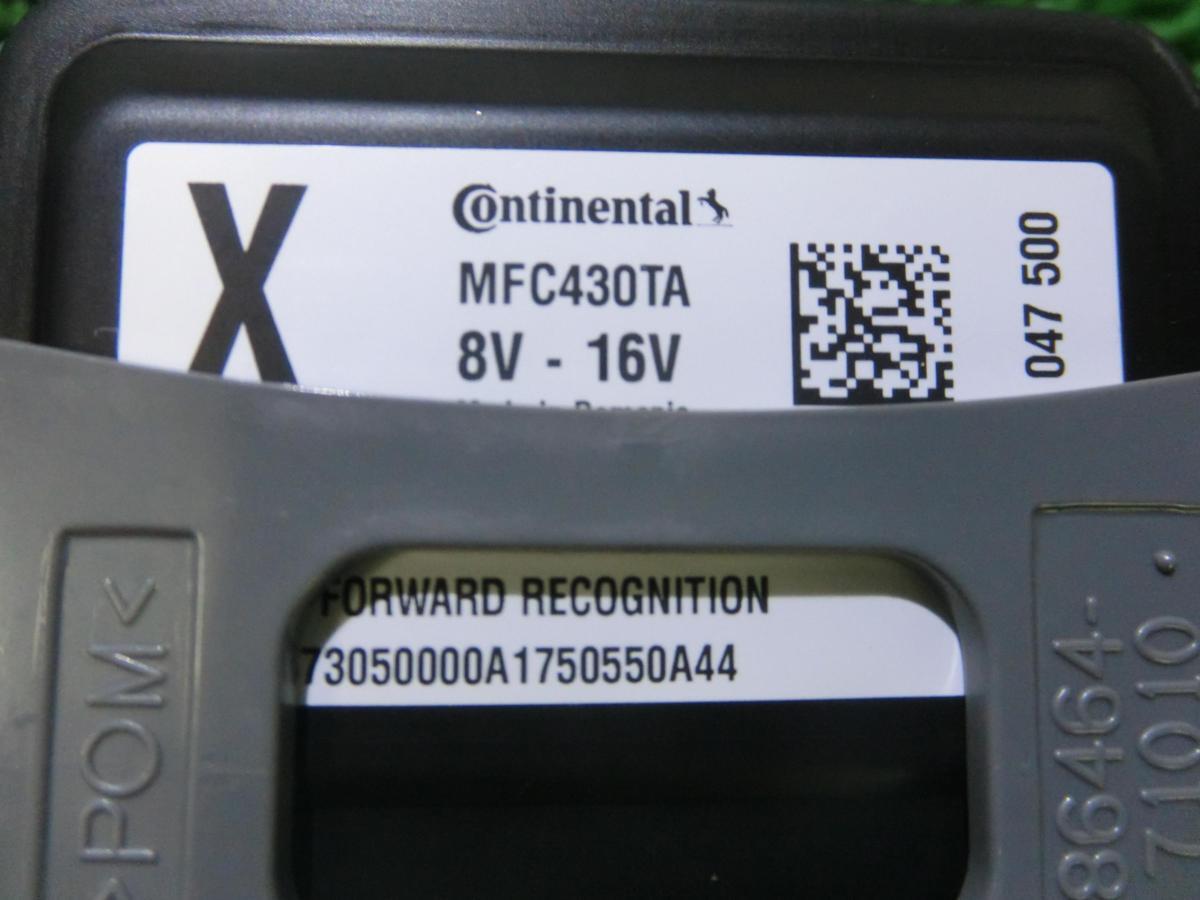 X
Continental
MFC430TA
8V - 16V
047 500
FORWARD RECOGNITION
73050000A1750550A44
>POM<
86464-
71010